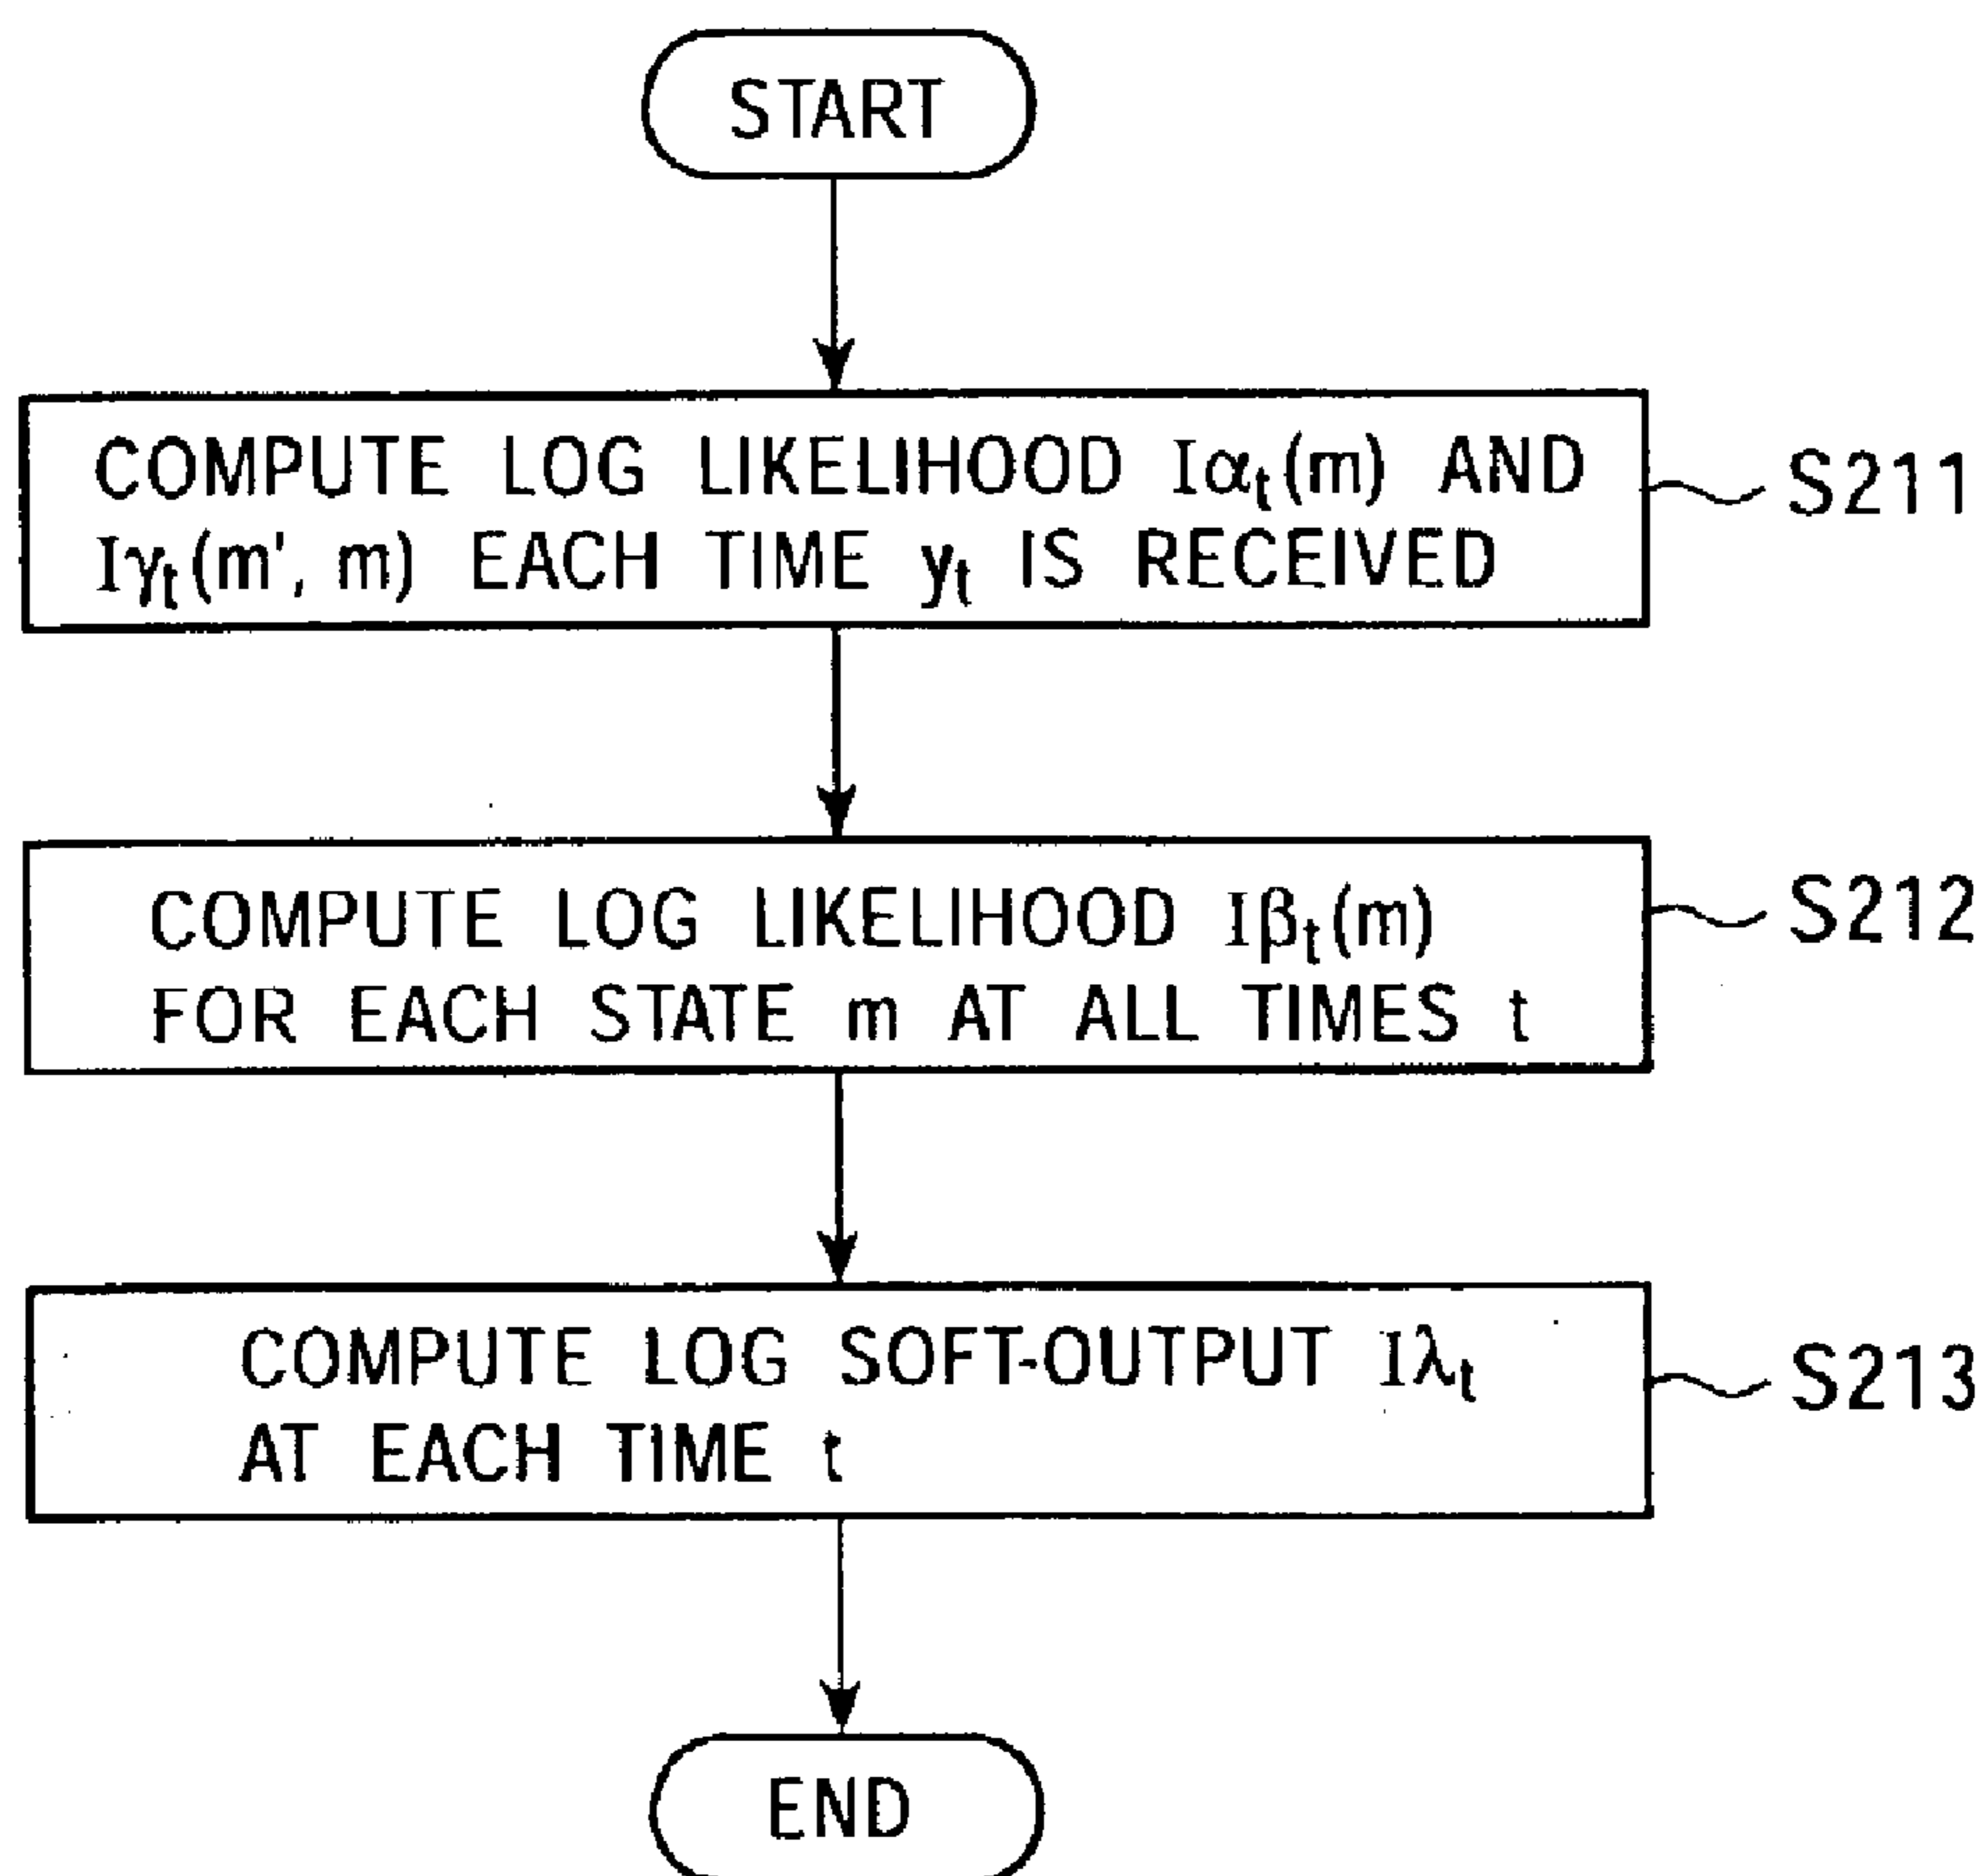 START
COMPUTE LOG LIKELIHOOD Iαt(m) AND
Iγt(m', m) EACH TIME yt IS RECEIVED
S211
COMPUTE LOG LIKELIHOOD Iβt(m)
FOR EACH STATE m AT ALL TIMES t
S212
COMPUTE LOG SOFT-OUTPUT Iλt
AT EACH TIME t
S213
END